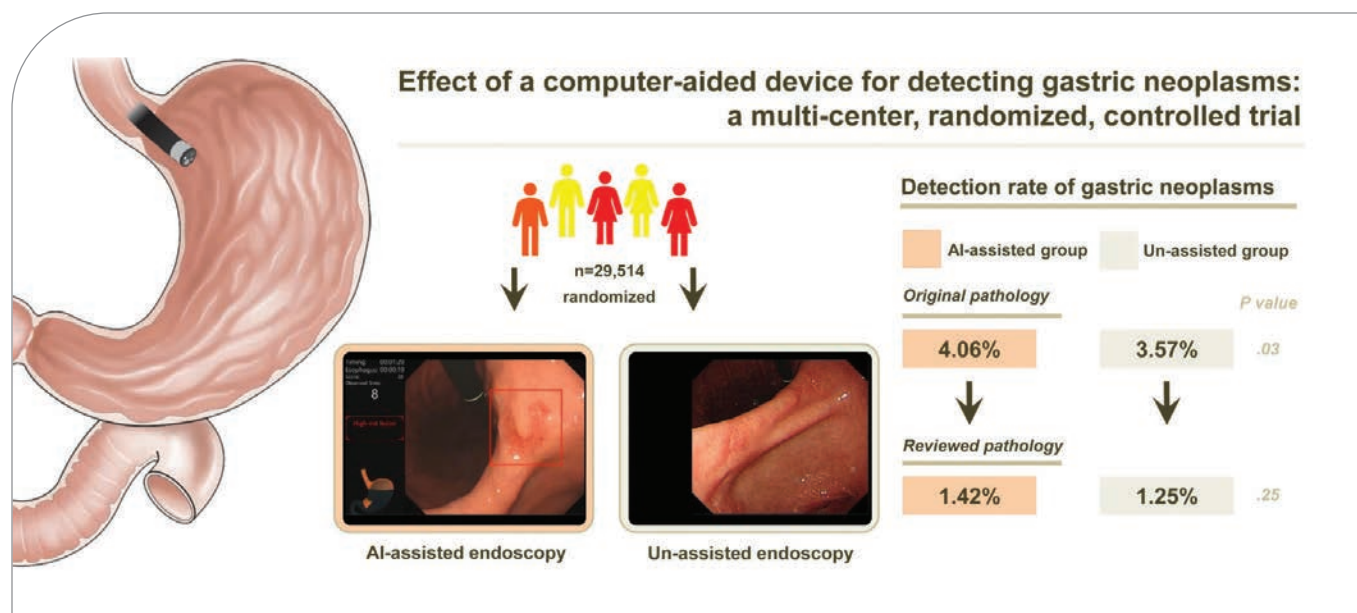 Effect of a computer-aided device for detecting gastric neoplasms:
a multi-center, randomized, controlled trial
n=29,514
randomized
8
High risk lesion
AI-assisted endoscopy
Un-assisted endoscopy
Detection rate of gastric neoplasms
AI-assisted group
Un-assisted group
Original pathology
P value
4.06%
3.57%
.03
Reviewed pathology
1.42%
1.25%
.25